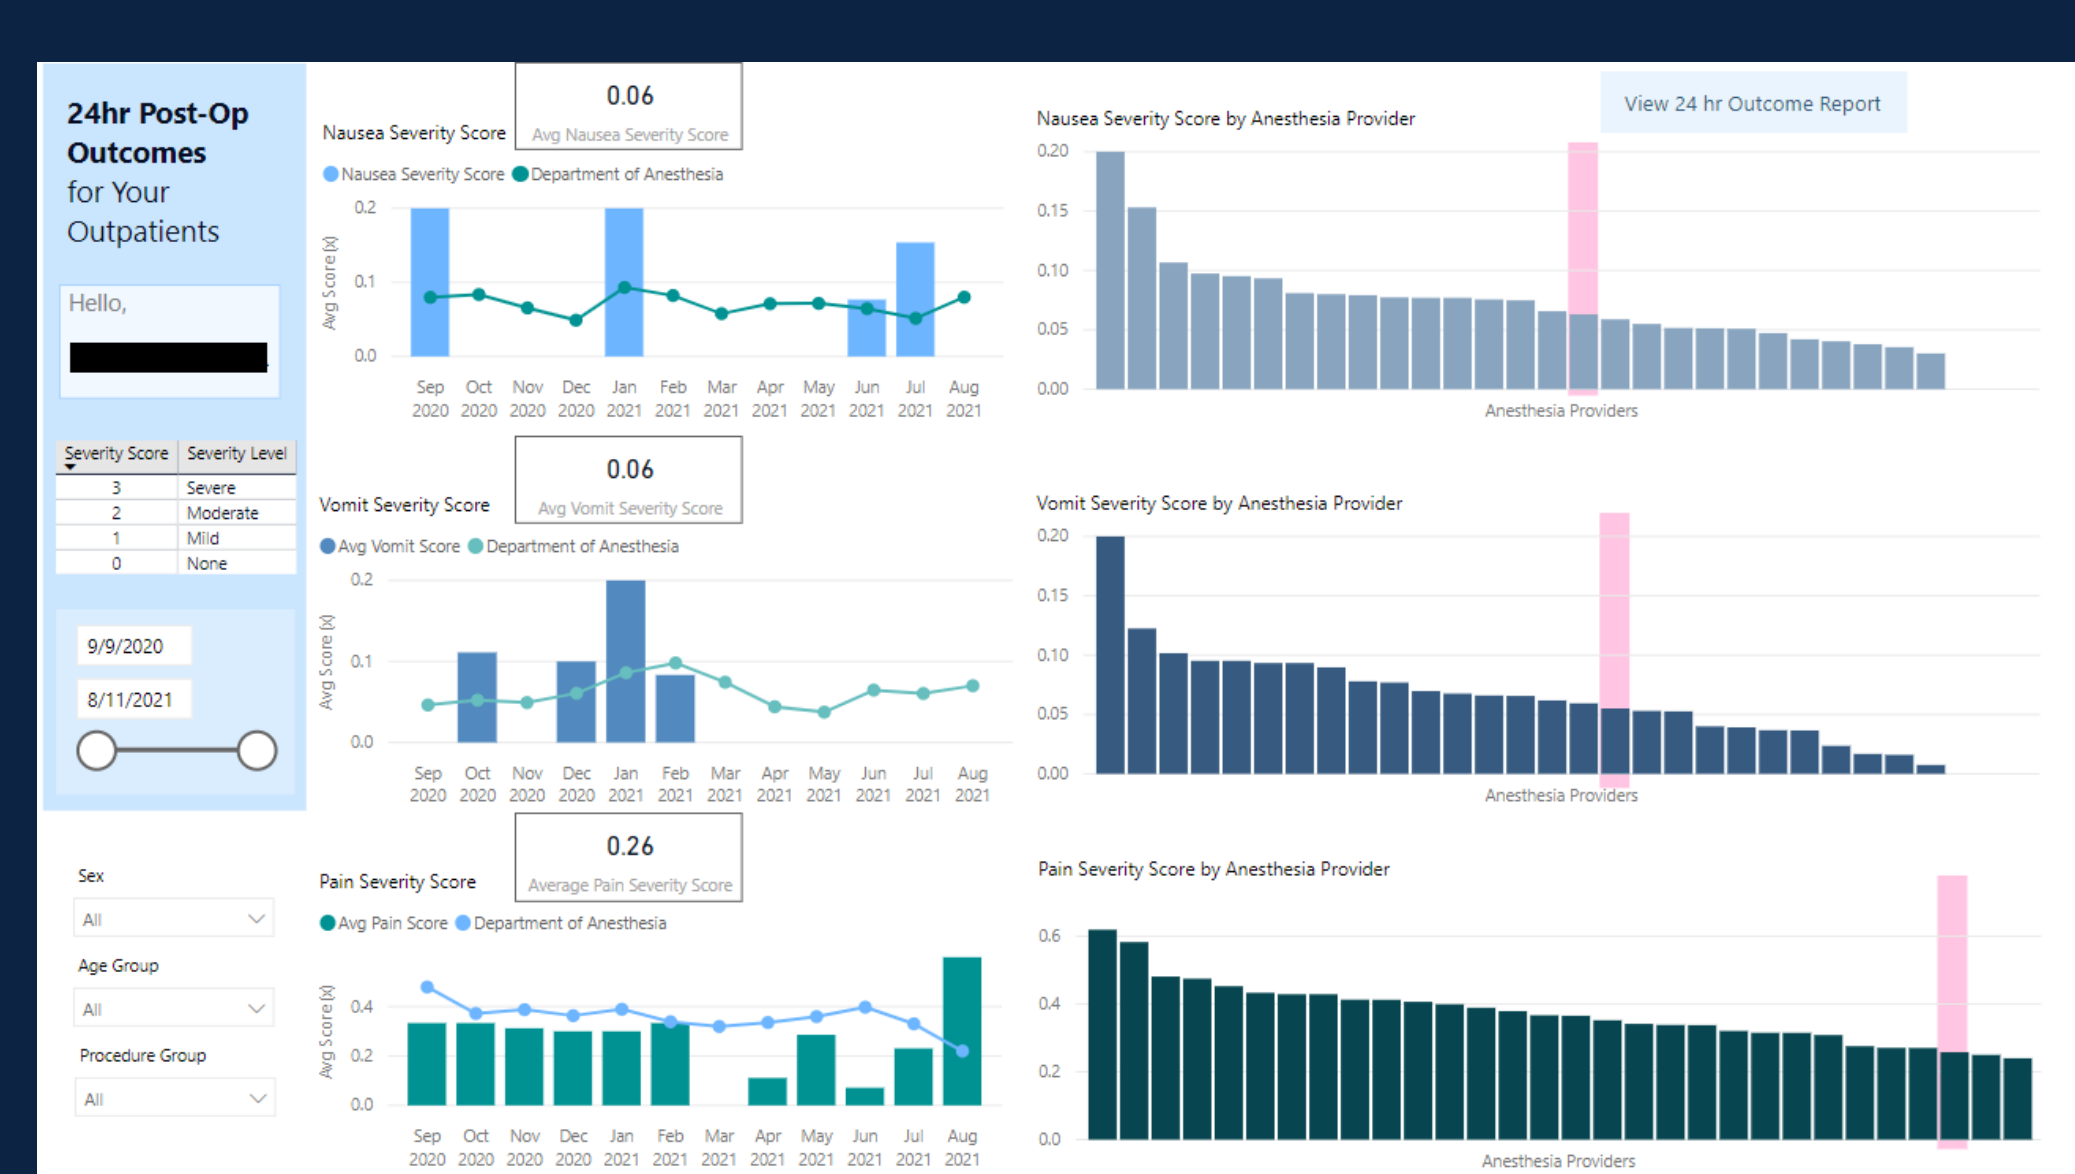 24hr Post-Op
Outcomes
for Your
Outpatients
Hello,
Severity Score Severity Level
3 Severe
2 Moderate
1 Mild
0 None
9/9/2020
8/11/2021
Sex
All
Age Group
All
Procedure Group
All
Nausea Severity Score
0.06
Avg Nausea Severity Score
Nausea Severity Score Department of Anesthesia
Avg Score (x)
0.2
0.1
0.0
Sep Oct Nov Dec Jan Feb Mar Apr May Jun Jul Aug
2020 2020 2020 2020 2021 2021 2021 2021 2021 2021 2021 2021
Vomit Severity Score
0.06
Avg Vomit Severity Score
Avg Vomit Score Department of Anesthesia
Avg Score (x)
0.2
0.1
0.0
Sep Oct Nov Dec Jan Feb Mar Apr May Jun Jul Aug
2020 2020 2020 2020 2021 2021 2021 2021 2021 2021 2021 2021
Pain Severity Score
0.26
Average Pain Severity Score
Avg Pain Score Department of Anesthesia
Avg Score (x)
0.4
0.2
0.0
Sep Oct Nov Dec Jan Feb Mar Apr May Jun Jul Aug
2020 2020 2020 2020 2021 2021 2021 2021 2021 2021 2021 2021
View 24 hr Outcome Report
Nausea Severity Score by Anesthesia Provider
0.20
0.15
0.10
0.05
0.00
Anesthesia Providers
Vomit Severity Score by Anesthesia Provider
0.20
0.15
0.10
0.05
0.00
Anesthesia Providers
Pain Severity Score by Anesthesia Provider
0.6
0.4
0.2
0.0
Anesthesia Providers